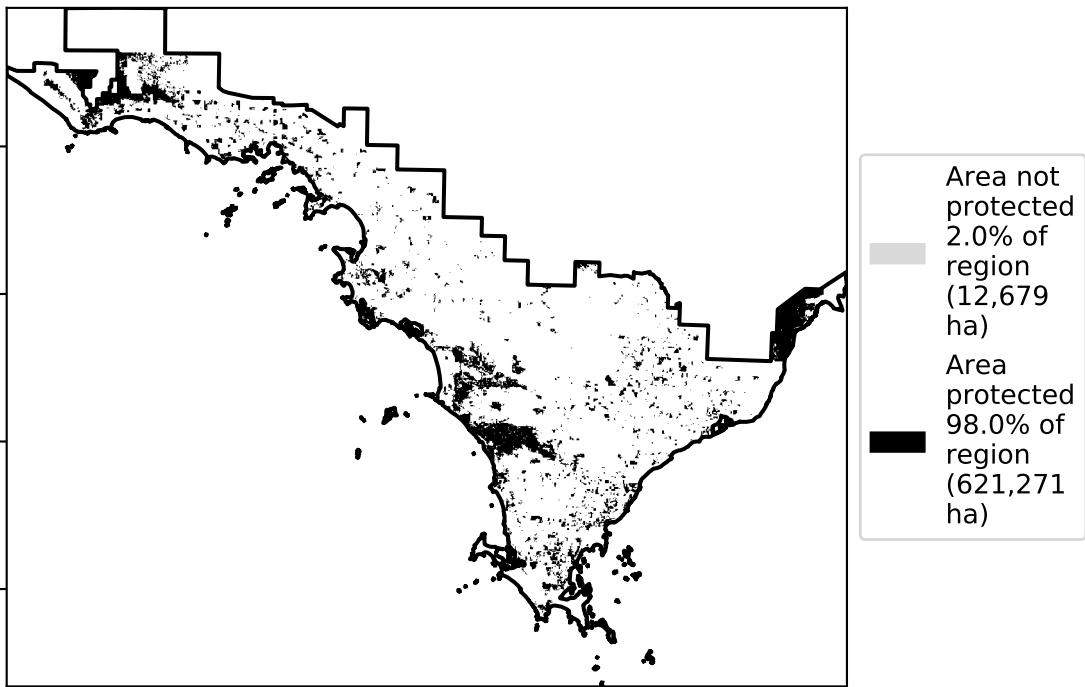 Area not
protected
2.0% of
region
(12,679
ha)
Area
protected
98.0% of
region
(621,271
ha)